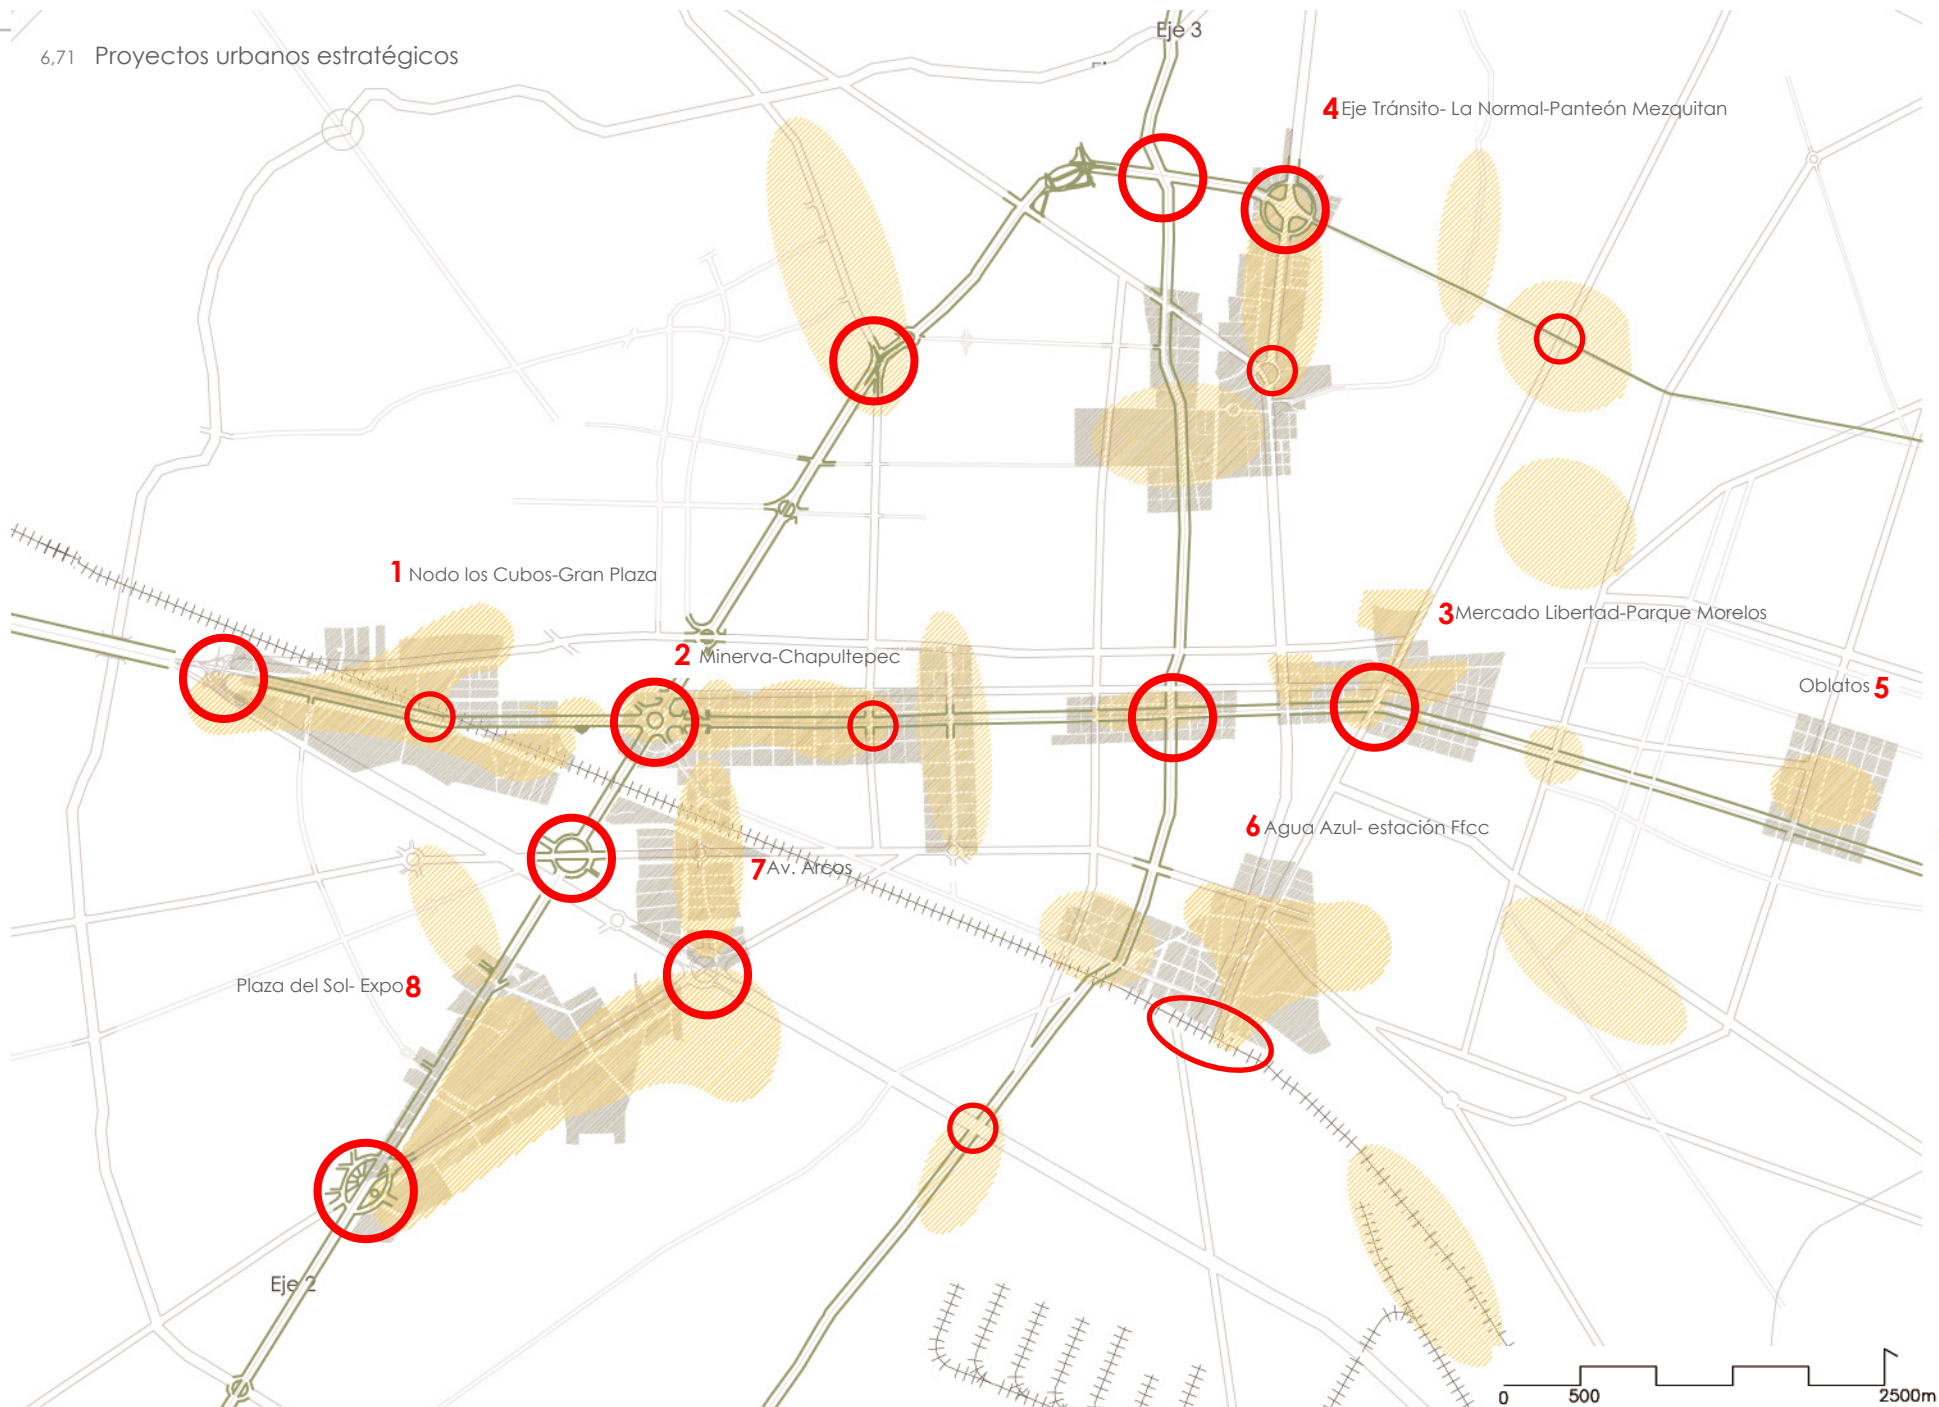 Eje 3
6,71 Proyectos urbanos estratégicos
4 Eje Tránsito- La Normal-Panteón Mezquitan
1 Nodo los Cubos-Gran Plaza
3 Mercado Libertad-Parque Morelos
2 Minerva-Chapultepec
Oblatos 5
6 Agua Azul- estación Ffcc
7 Av. Arcos
Plaza del Sol- Expo 8
Eje 2
0 500 2500m